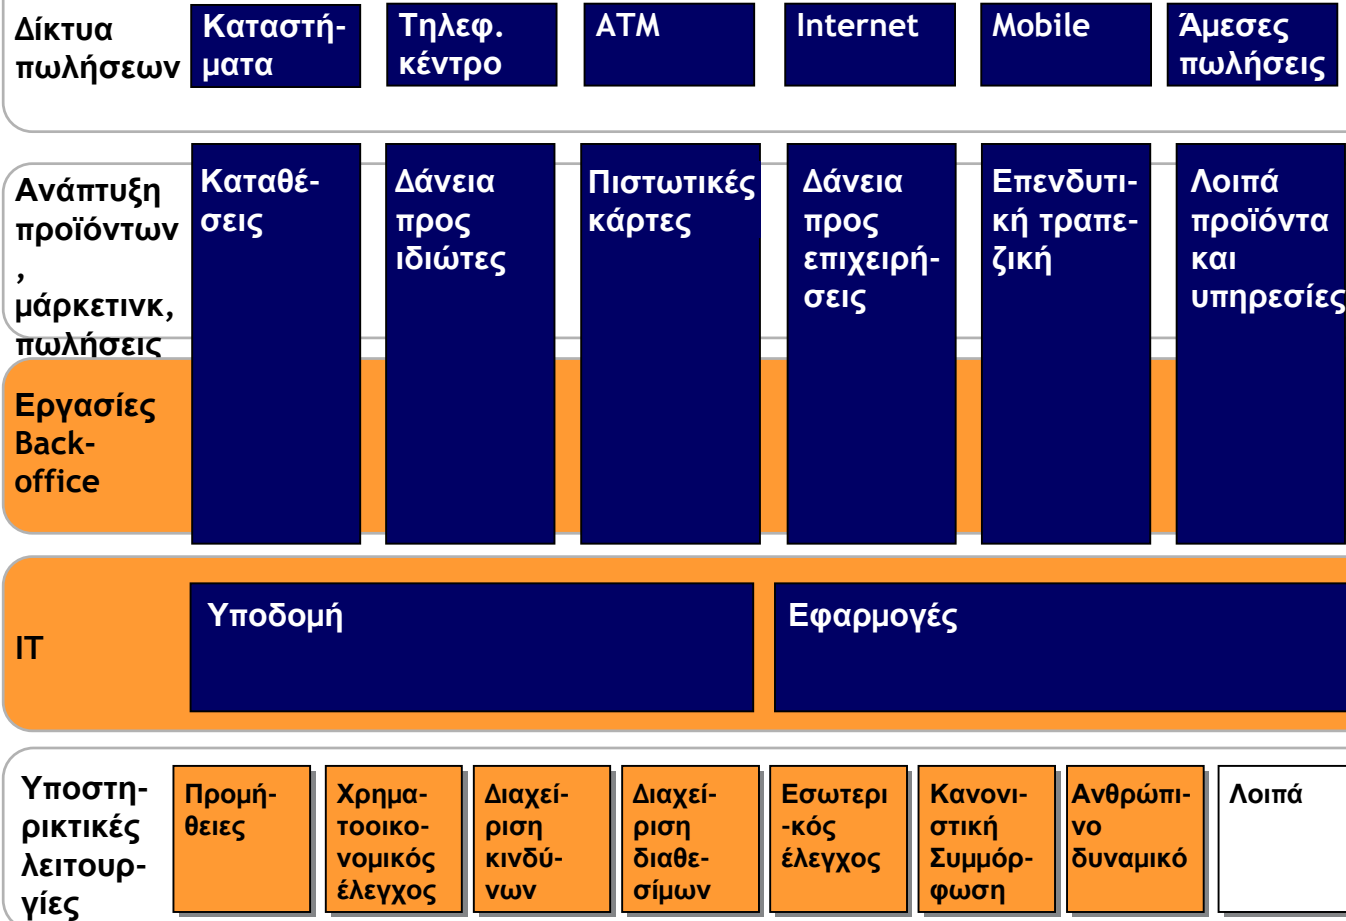 Δίκτυα
πωλήσεων
Καταστή-
ματα
Τηλεφ.
κέντρο
ATM
Internet
Mobile
Άμεσες
πωλήσεις
Ανάπτυξη
προϊόντων
,
μάρκετινκ,
πωλήσεις
Καταθέ-
σεις
Δάνεια
προς
ιδιώτες
Πιστωτικές
κάρτες
Δάνεια
προς
επιχειρή-
σεις
Επενδυτι-
κή τραπε-
ζική
Λοιπά
προϊόντα
και
υπηρεσίες
Εργασίες
Back-
office
IT
Υποδομή
Εφαρμογές
Υποστη-
ρικτικές
λειτουρ-
γίες
Προμή-
θειες
Χρημα-
τοοικο-
νομικός
έλεγχος
Διαχεί-
ριση
κινδύ-
νων
Διαχεί-
ριση
διαθε-
σίμων
Εσωτερι
-κός
έλεγχος
Κανονι-
στική
Συμμόρ-
φωση
Ανθρώπι-
νο
δυναμικό
Λοιπά